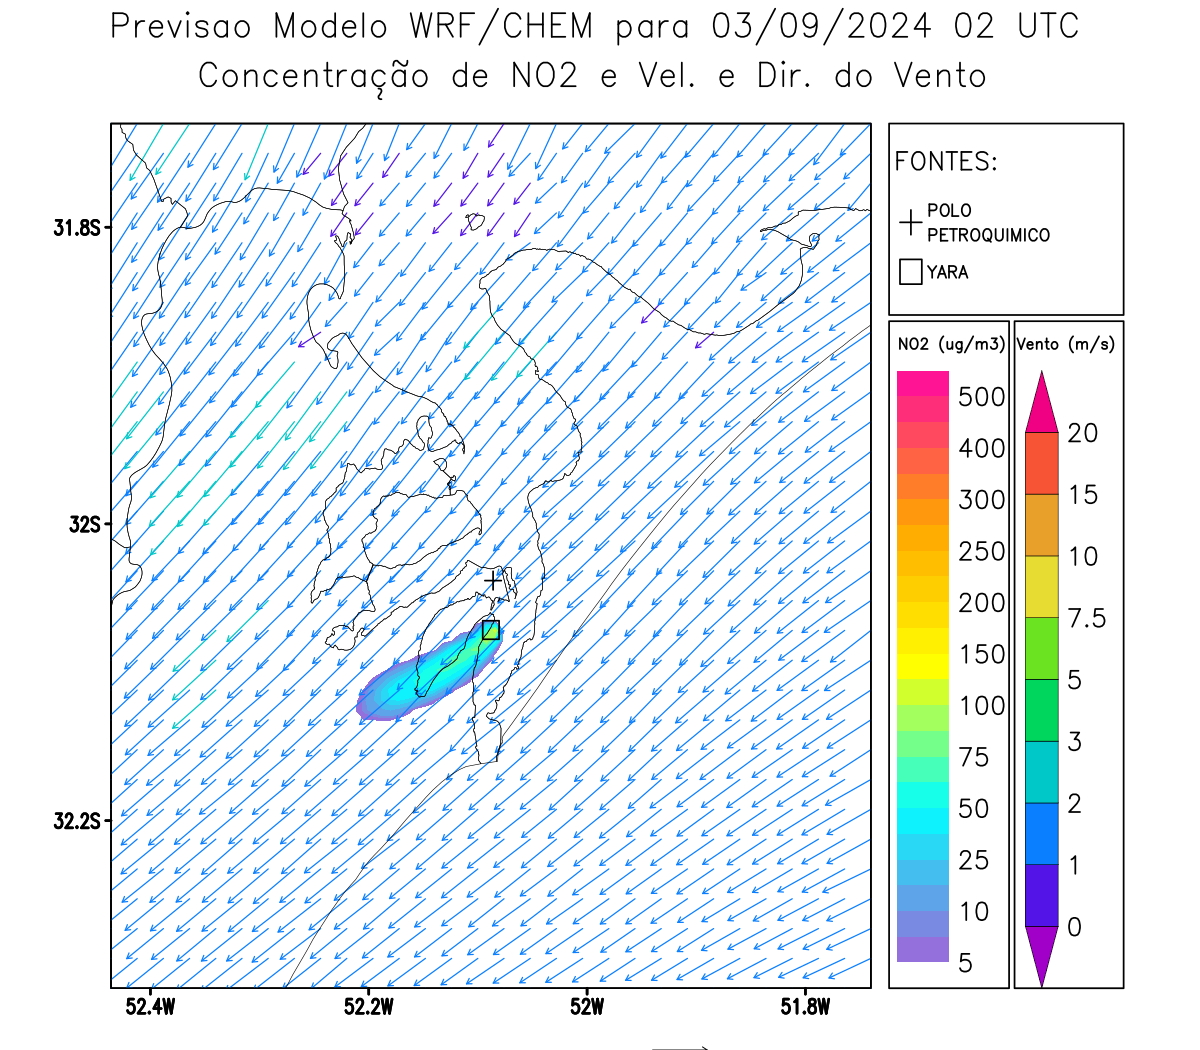 Previsao Modelo WRF/CHEM para 03/09/2024 02 UTC
Concentração de NO2 e Vel. e Dir. do Vento
FONTES:
POLO
PETROQUIMICO
YARA
NO2 (ug/m3)
500
400
300
250
200
150
100
75
50
25
10
5
Vento (m/s)
20
15
10
7.5
5
3
2
1
0
31.8S
32S
32.2S
52.4W
52.2W
52W
51.8W